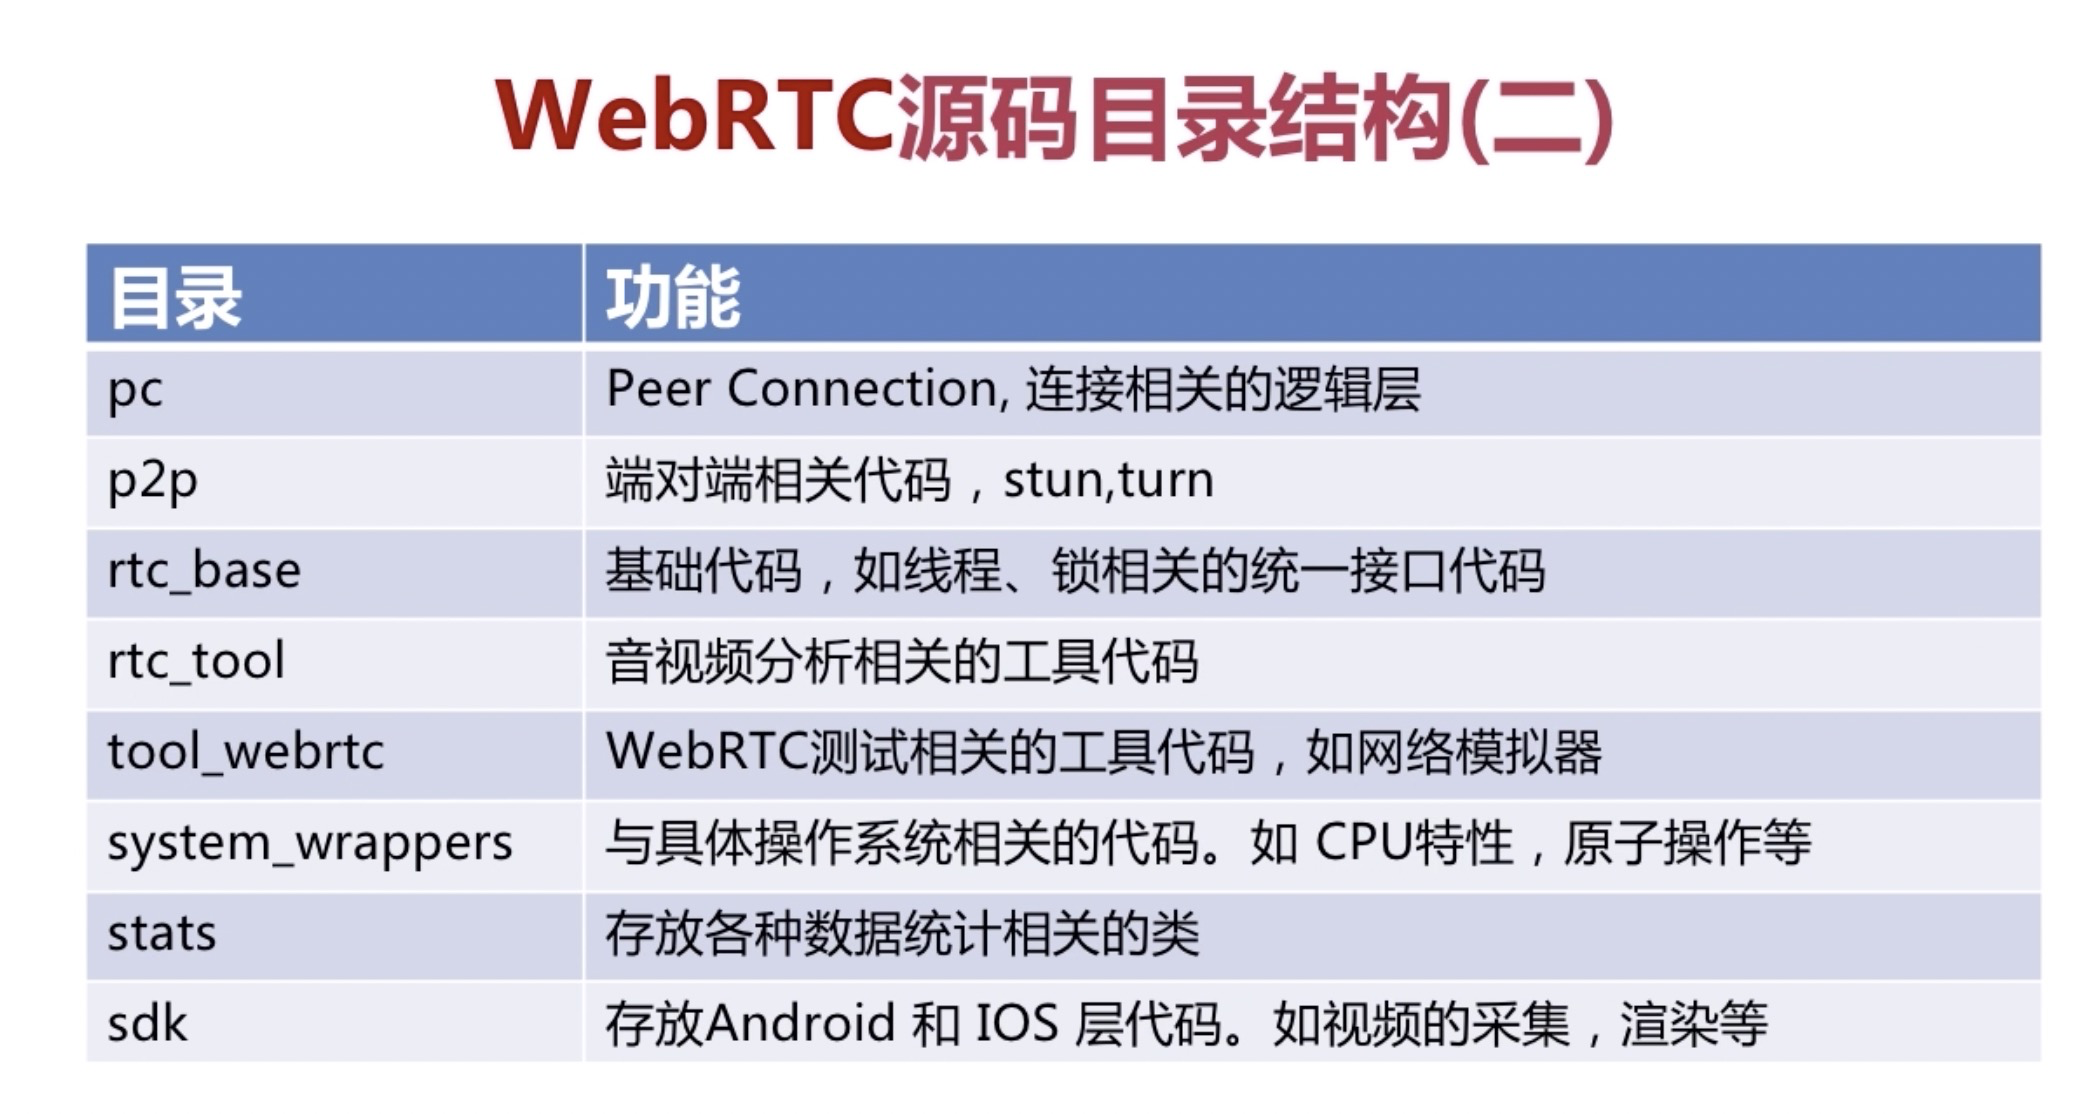 WebRTC源码目录结构(二)
目录 功能
pc Peer Connection, 连接相关的逻辑层
p2p 端对端相关代码，stun,turn
rtc_base 基础代码，如线程、锁相关的统一接口代码
rtc_tool 音视频分析相关的工具代码
tool_webrtc WebRTC测试相关的工具代码，如网络模拟器
system_wrappers 与具体操作系统相关的代码。如 CPU特性，原子操作等
stats 存放各种数据统计相关的类
sdk 存放Android 和 IOS 层代码。如视频的采集，渲染等